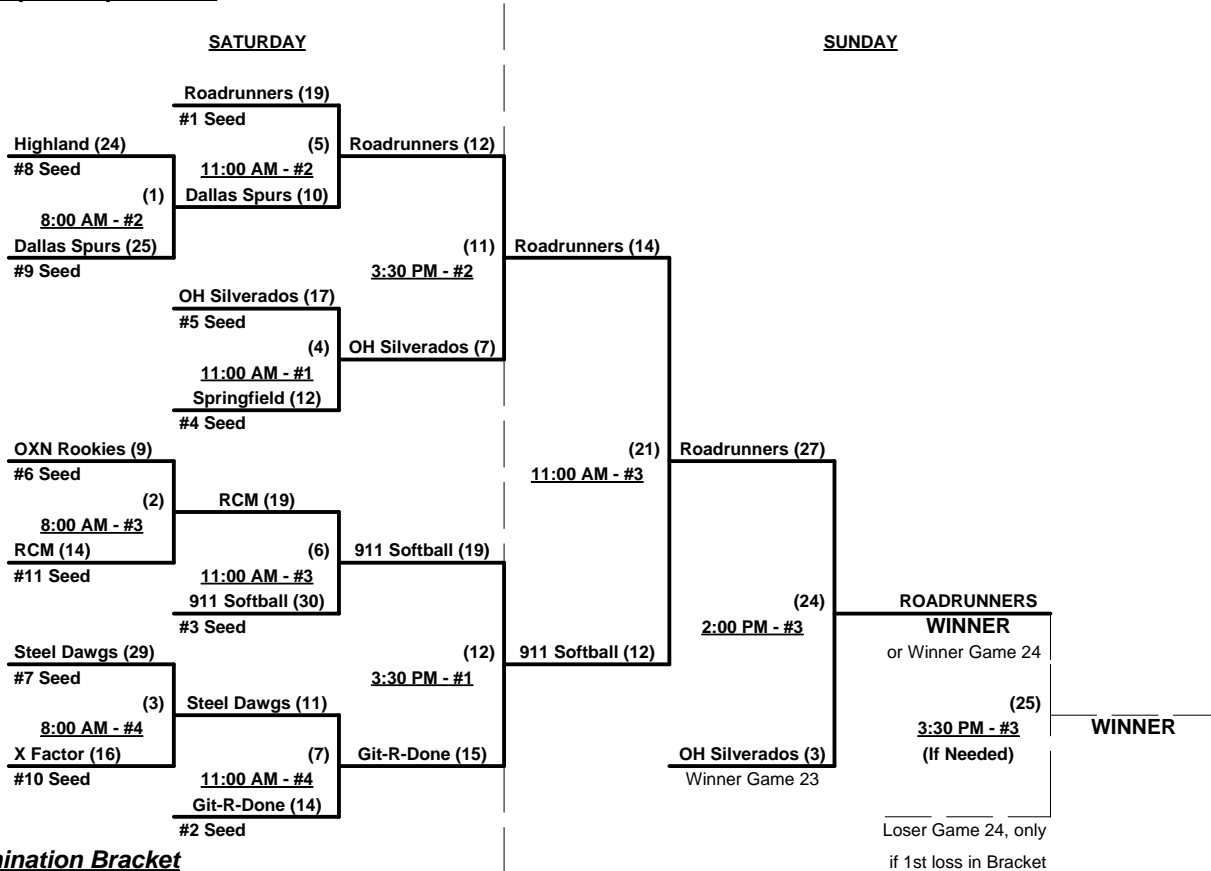 SATURDAY
SUNDAY
Roadrunners (19)
#1 Seed
Highland (24)
(5)
Roadrunners (12)
#8 Seed
11:00 AM - #2
(1)
Dallas Spurs (10)
8:00 AM - #2
Dallas Spurs (25)
(11)
Roadrunners (14)
#9 Seed
3:30 PM - #2
OH Silverados (17)
#5 Seed
(4)
OH Silverados (7)
11:00 AM - #1
Springfield (12)
#4 Seed
OXN Rookies (9)
(21)
Roadrunners (27)
#6 Seed
11:00 AM - #3
(2)
RCM (19)
8:00 AM - #3
RCM (14)
(6)
911 Softball (19)
#11 Seed
11:00 AM - #3
911 Softball (30)
(24)
ROADRUNNERS
#3 Seed
2:00 PM - #3
WINNER
Steel Dawgs (29)
(12)
911 Softball (12)
or Winner Game 24
#7 Seed
3:30 PM - #1
(3)
Steel Dawgs (11)
(25)
8:00 AM - #4
3:30 PM - #3
WINNER
X Factor (16)
(7)
Git-R-Done (15)
OH Silverados (3)
(If Needed)
#10 Seed
11:00 AM - #4
Winner Game 23
Git-R-Done (14)
#2 Seed
Loser Game 24, only
mination Bracket
if 1st loss in Bracket